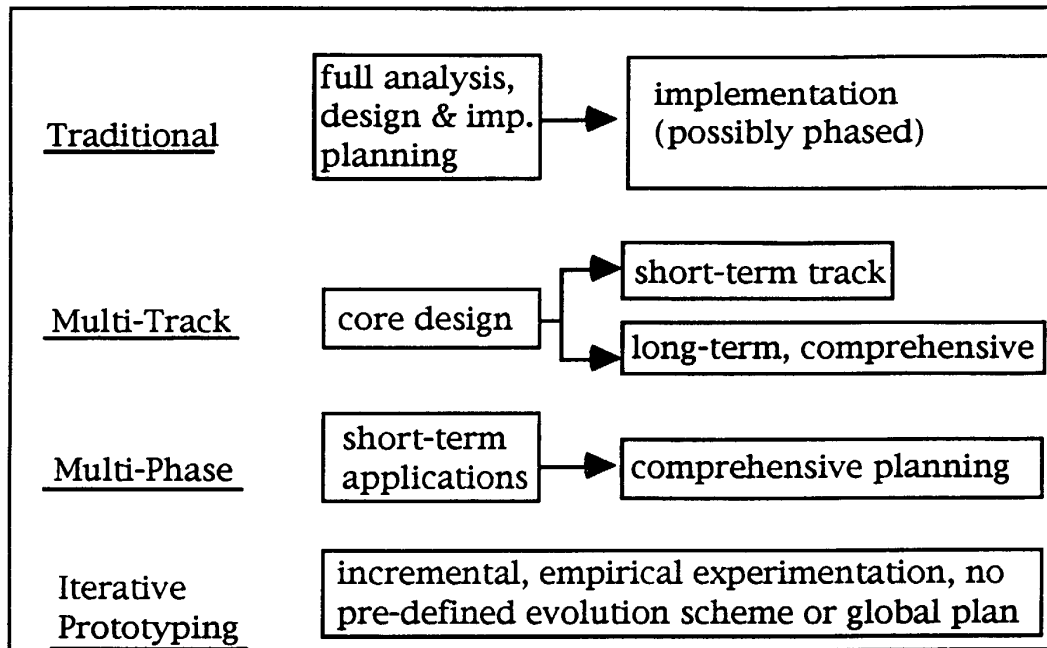 Traditional
full analysis,
design & imp.
planning
implementation
(possibly phased)
Multi-Track
core design
short-term track
long-term, comprehensive
Multi-Phase
short-term
applications
comprehensive planning
Iterative
Prototyping
incremental, empirical experimentation, no
pre-defined evolution scheme or global plan